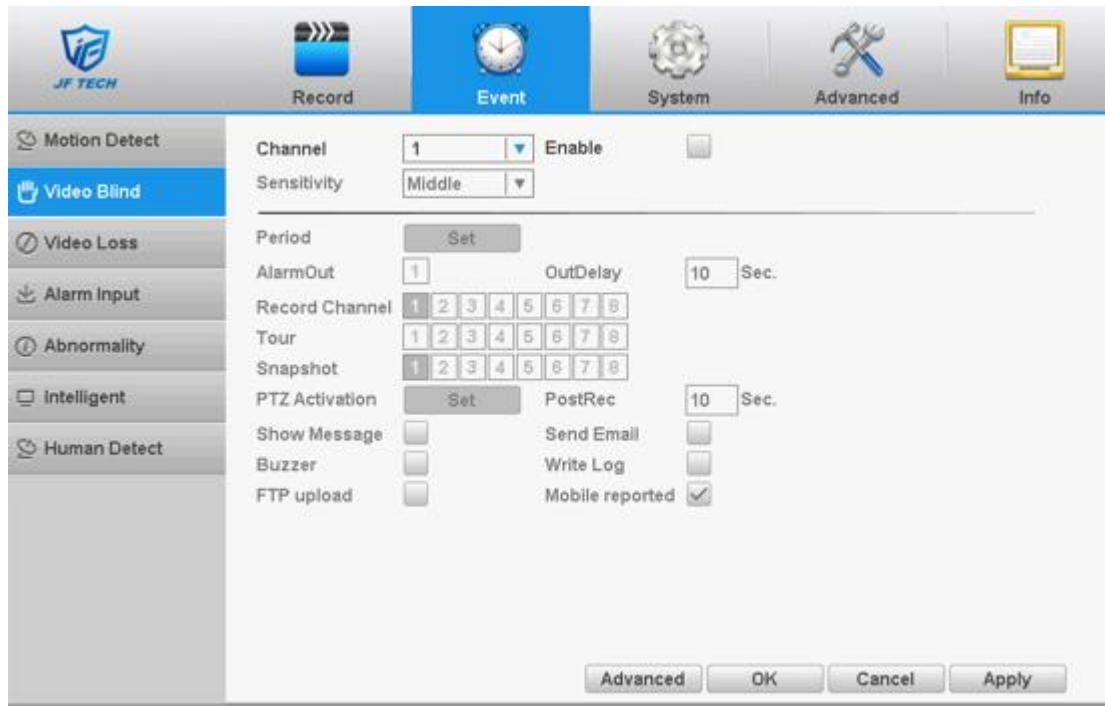 JF TECH
Record Event System Advanced Info
Motion Detect
Video Blind
Video Loss
Alarm Input
Abnormality
Intelligent
Human Detect
Channel 1 Enable
Sensitivity Middle
Period Set
AlarmOut 1 OutDelay 10 Sec.
Record Channel 1 2 3 4 5 6 7 8
Tour 1 2 3 4 5 6 7 8
Snapshot 1 2 3 4 5 6 7 8
PTZ Activation Set PostRec 10 Sec.
Show Message Send Email
Buzzer Write Log
FTP upload Mobile reported
Advanced OK Cancel Apply